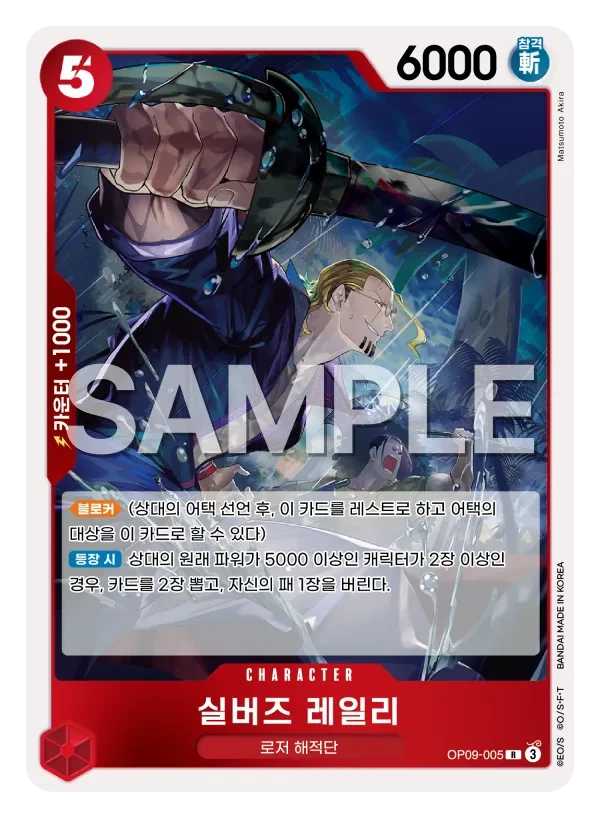 5
6000
참격
斬
Matsumoto Akira
카운터 +1000
SAMPLE
블로커 (상대의 어택 선언 후, 이 카드를 레스트로 하고 어택의
대상을 이 카드로 할 수 있다)
등장 시 상대의 원래 파워가 5000 이상인 캐릭터가 2장 이상인
경우, 카드를 2장 뽑고, 자신의 패 1장을 버린다.
CHARACTER
실버즈 레일리
로저 해적단
OP09-005 R 3
©EO/S ©O/S·F·T BANDAI MADE IN KOREA